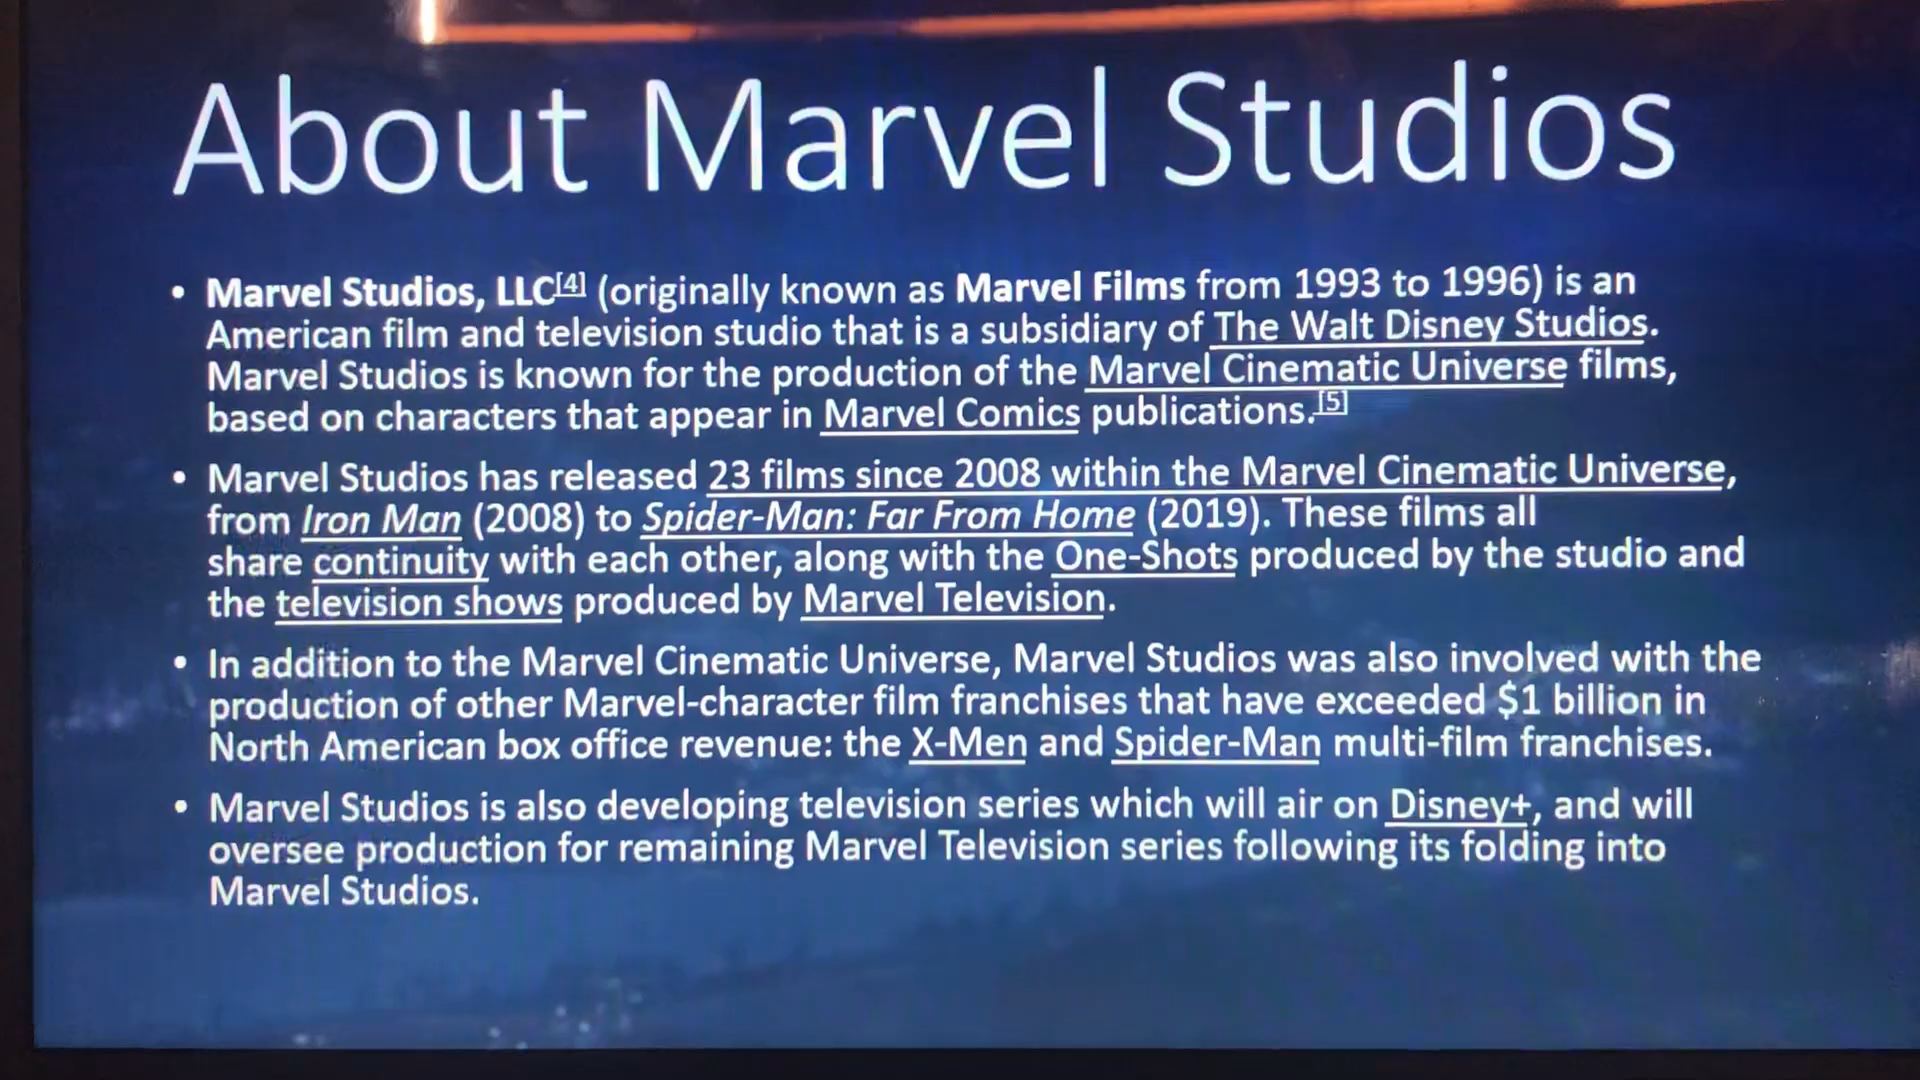 About Marvel Studios
• Marvel Studios, LLC[4] (originally known as Marvel Films from 1993 to 1996) is an
American film and television studio that is a subsidiary of The Walt Disney Studios.
Marvel Studios is known for the production of the Marvel Cinematic Universe films,
based on characters that appear in Marvel Comics publications.[5]
• Marvel Studios has released 23 films since 2008 within the Marvel Cinematic Universe,
from Iron Man (2008) to Spider-Man: Far From Home (2019). These films all
share continuity with each other, along with the One-Shots produced by the studio and
the television shows produced by Marvel Television.
• In addition to the Marvel Cinematic Universe, Marvel Studios was also involved with the
production of other Marvel-character film franchises that have exceeded $1 billion in
North American box office revenue: the X-Men and Spider-Man multi-film franchises.
• Marvel Studios is also developing television series which will air on Disney+, and will
oversee production for remaining Marvel Television series following its folding into
Marvel Studios.